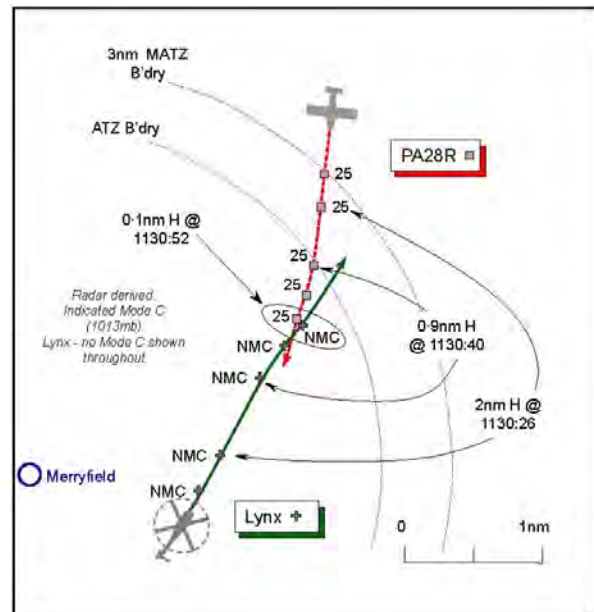 3nm MATZ
B'dry
ATZ B'dry
PA28R
25
25
0·1nm H @
1130:52
25
25
25
Radar derived.
Indicated Mode C
(1013mb)
Lynx - no Mode C shown
throughout
NMC
NMC
NMC
0·9nm H
@ 1130:40
2nm H @
1130:26
NMC
Merryfield
NMC
Lynx
0
1nm